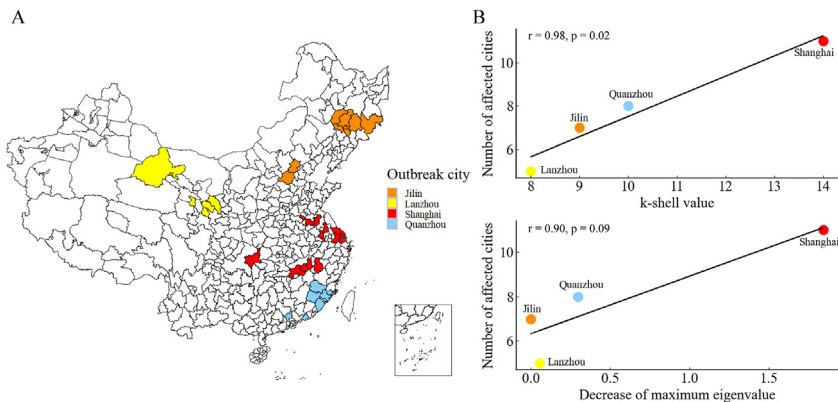 A
Outbreak city
Jilin
Lanzhou
Shanghai
Quanzhou
B
r = 0.98, p = 0.02
Number of affected cities
10
8
6
Shanghai
Quanzhou
Jilin
Lanzhou
8 9 10 11 12 13 14
k-shell value
r = 0.90, p = 0.09
Number of affected cities
10
8
6
Shanghai
Quanzhou
Jilin
Lanzhou
0.0 0.5 1.0 1.5
Decrease of maximum eigenvalue